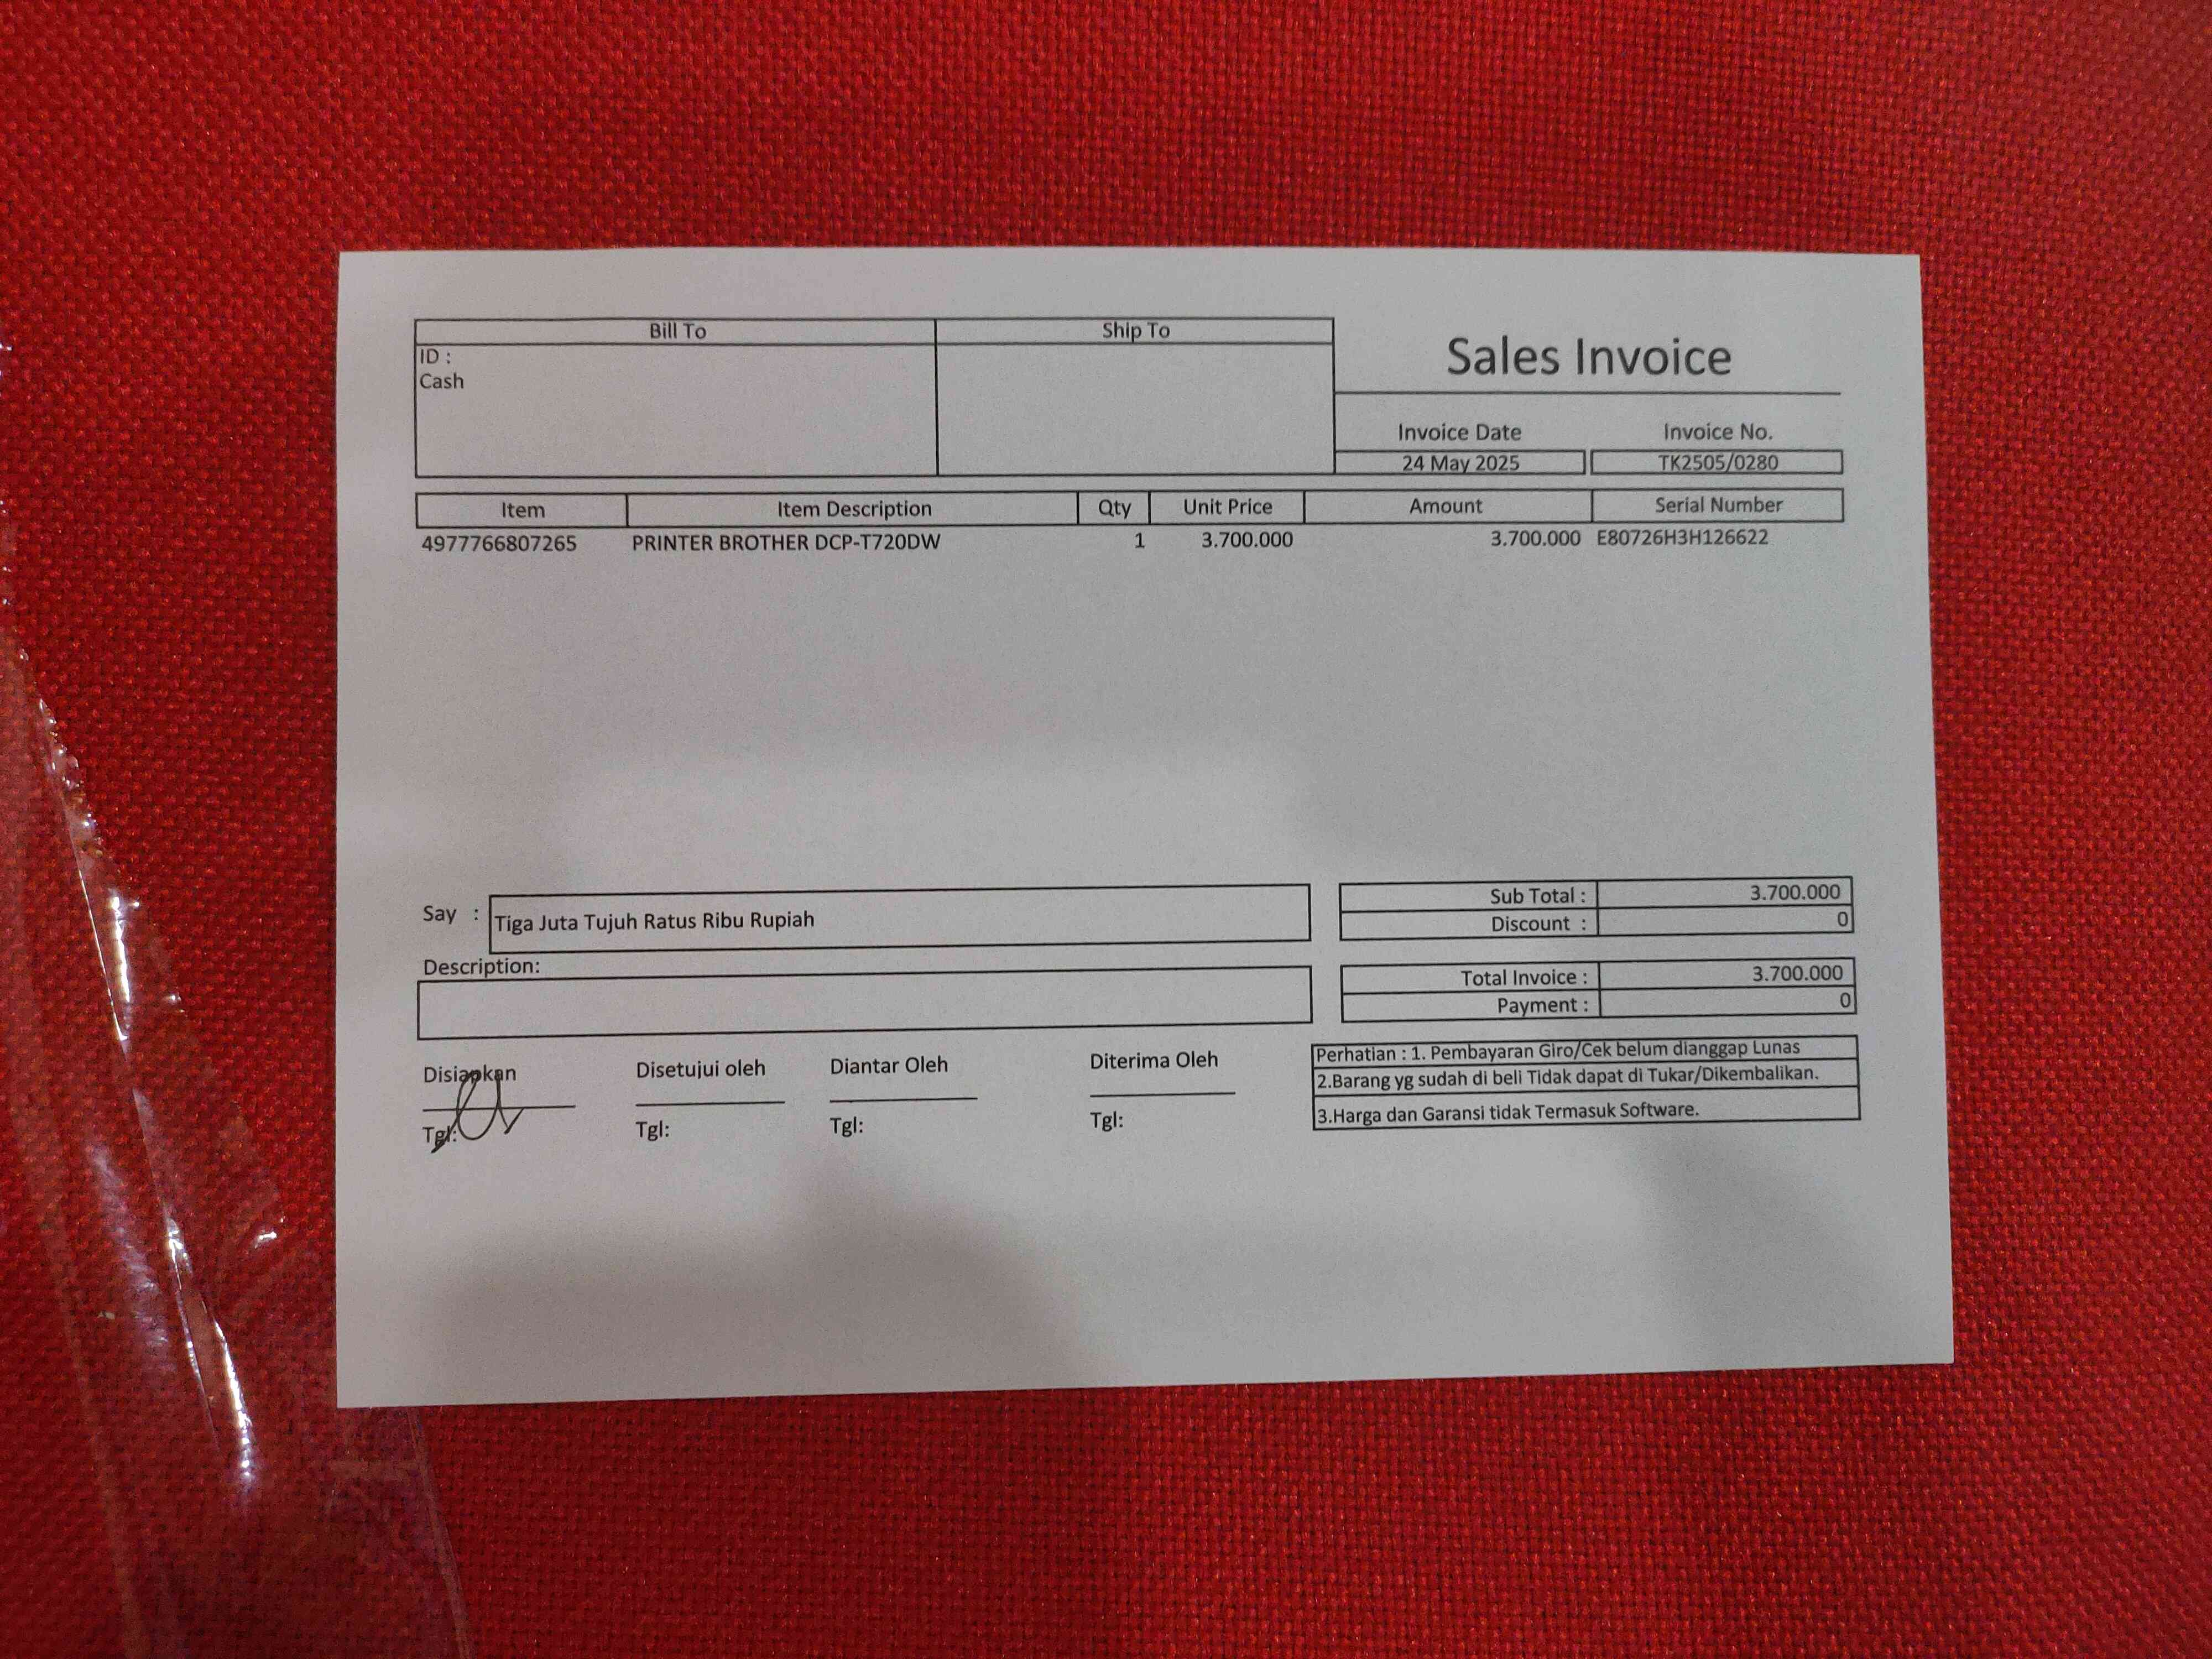 Bill To
Ship To
ID :
Cash
Sales Invoice
Invoice Date
Invoice No.
24 May 2025
TK2505/0280
Item
Item Description
Qty
Unit Price
Amount
Serial Number
4977766807265 PRINTER BROTHER DCP-T720DW 1 3.700.000 3.700.000 E80726H3H126622
Say :
Tiga Juta Tujuh Ratus Ribu Rupiah
Sub Total : 3.700.000
Discount : 0
Description:
Total Invoice : 3.700.000
Payment : 0
Disiapkan
Disetujui oleh
Diantar Oleh
Diterima Oleh
Tgl:
Tgl:
Tgl:
Tgl:
Perhatian : 1. Pembayaran Giro/Cek belum dianggap Lunas
2.Barang yg sudah di beli Tidak dapat di Tukar/Dikembalikan.
3.Harga dan Garansi tidak Termasuk Software.